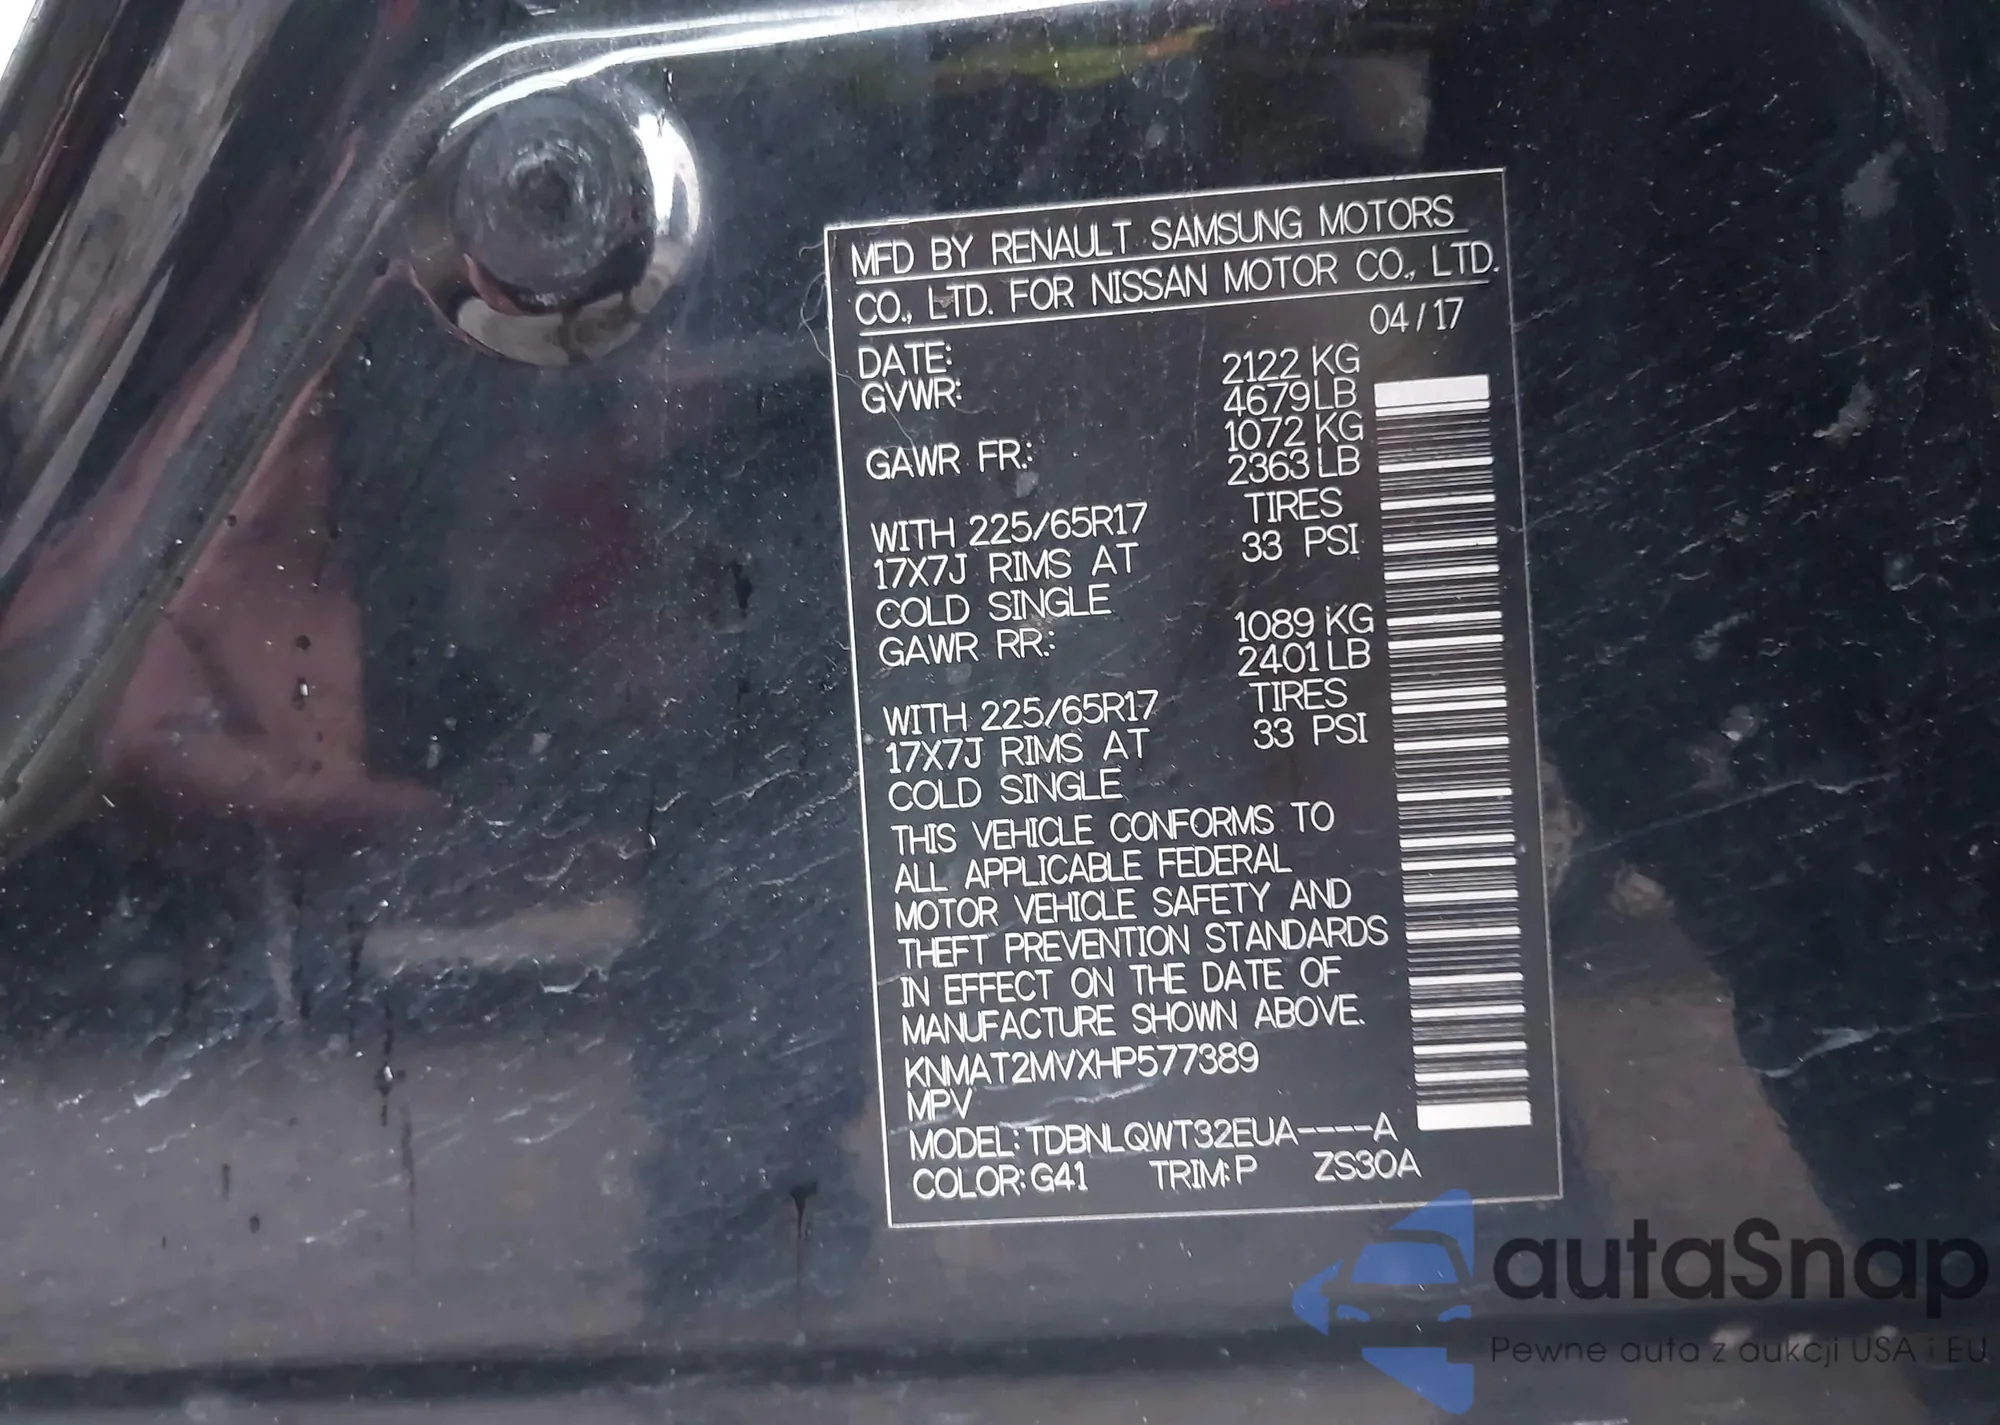 MFD BY RENAULT SAMSUNG MOTORS
CO., LTD. FOR NISSAN MOTOR CO., LTD.
DATE: 04/17
GVWR: 2122 KG
4679 LB
GAWR FR.: 1072 KG
2363 LB
WITH 225/65R17 TIRES
17X7J RIMS AT 33 PSI
COLD SINGLE
GAWR RR.: 1089 KG
2401 LB
WITH 225/65R17 TIRES
17X7J RIMS AT 33 PSI
COLD SINGLE
THIS VEHICLE CONFORMS TO
ALL APPLICABLE FEDERAL
MOTOR VEHICLE SAFETY AND
THEFT PREVENTION STANDARDS
IN EFFECT ON THE DATE OF
MANUFACTURE SHOWN ABOVE.
KNMAT2MVXHP577389
MPV
MODEL: TDBNLQWT32EUA----A
COLOR: G41 TRIM: P ZS30A
autaSnap
Pewne auta z aukcji USA i EU